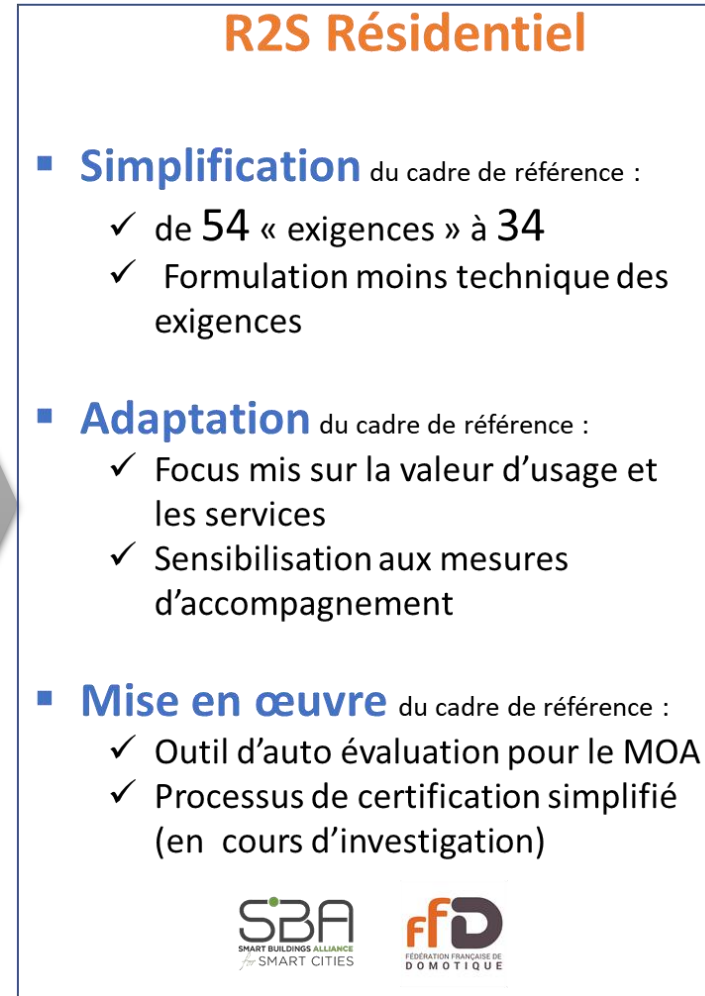 R2S Résidentiel
▪ Simplification du cadre de référence :
✓ de 54 « exigences » à 34
✓ Formulation moins technique des
exigences
▪ Adaptation du cadre de référence :
✓ Focus mis sur la valeur d’usage et
les services
✓ Sensibilisation aux mesures
d’accompagnement
▪ Mise en œuvre du cadre de référence :
✓ Outil d’auto évaluation pour le MOA
✓ Processus de certification simplifié
(en cours d’investigation)
SBA
SMART BUILDINGS ALLIANCE
for SMART CITIES
FFD
FÉDÉRATION FRANÇAISE DE
DOMOTIQUE